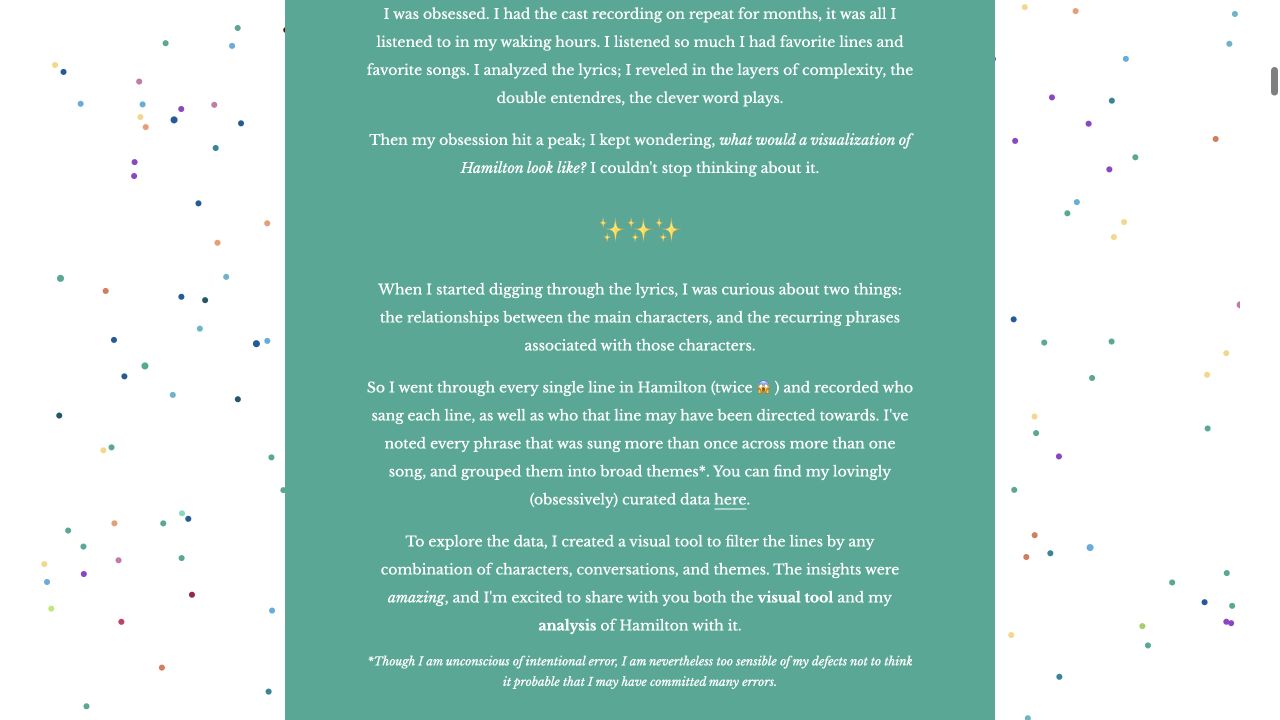 I was obsessed. I had the cast recording on repeat for months, it was all I
listened to in my waking hours. I listened so much I had favorite lines and
favorite songs. I analyzed the lyrics; I reveled in the layers of complexity, the
double entendres, the clever word plays.
Then my obsession hit a peak; I kept wondering, what would a visualization of
Hamilton look like? I couldn't stop thinking about it.
✨✨✨
When I started digging through the lyrics, I was curious about two things:
the relationships between the main characters, and the recurring phrases
associated with those characters.
So I went through every single line in Hamilton (twice 😱 ) and recorded who
sang each line, as well as who that line may have been directed towards. I've
noted every phrase that was sung more than once across more than one
song, and grouped them into broad themes*. You can find my lovingly
(obsessively) curated data here.
To explore the data, I created a visual tool to filter the lines by any
combination of characters, conversations, and themes. The insights were
amazing, and I'm excited to share with you both the visual tool and my
analysis of Hamilton with it.
*Though I am unconscious of intentional error, I am nevertheless too sensible of my defects not to think
it probable that I may have committed many errors.